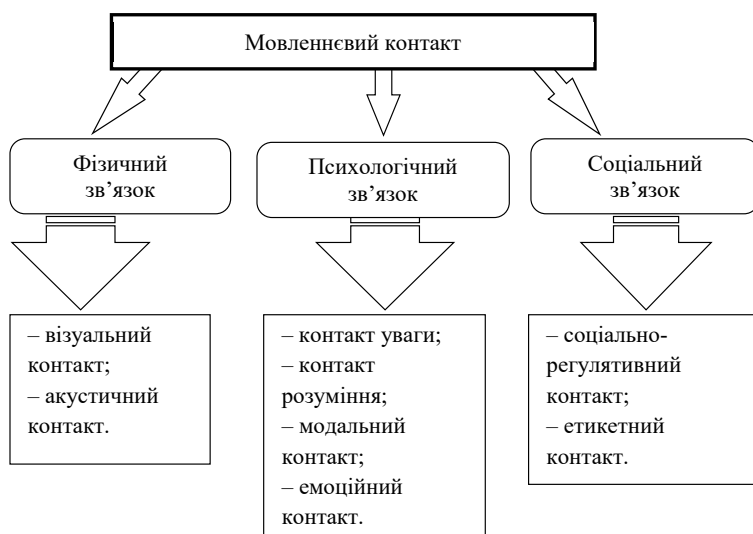 Мовленнєвий контакт
Фізичний
зв’язок
Психологічний
зв’язок
Соціальний
зв’язок
– візуальний
контакт;
– акустичний
контакт.
– контакт уваги;
– контакт
розуміння;
– модальний
контакт;
– емоційний
контакт.
– соціально-
регулятивний
контакт;
– етикетний
контакт.